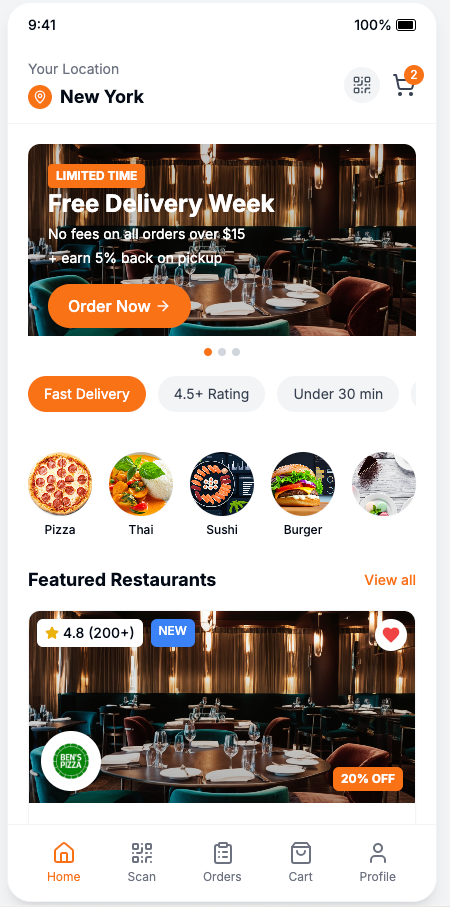 9:41
100%
Your Location
New York
2
LIMITED TIME
Free Delivery Week
No fees on all orders over $15
+ earn 5% back on pickup
Order Now →
Fast Delivery
4.5+ Rating
Under 30 min
Pizza
Thai
Sushi
Burger
Featured Restaurants
View all
4.8 (200+)
NEW
BEN'S
PIZZA
20% OFF
Home
Scan
Orders
Cart
Profile